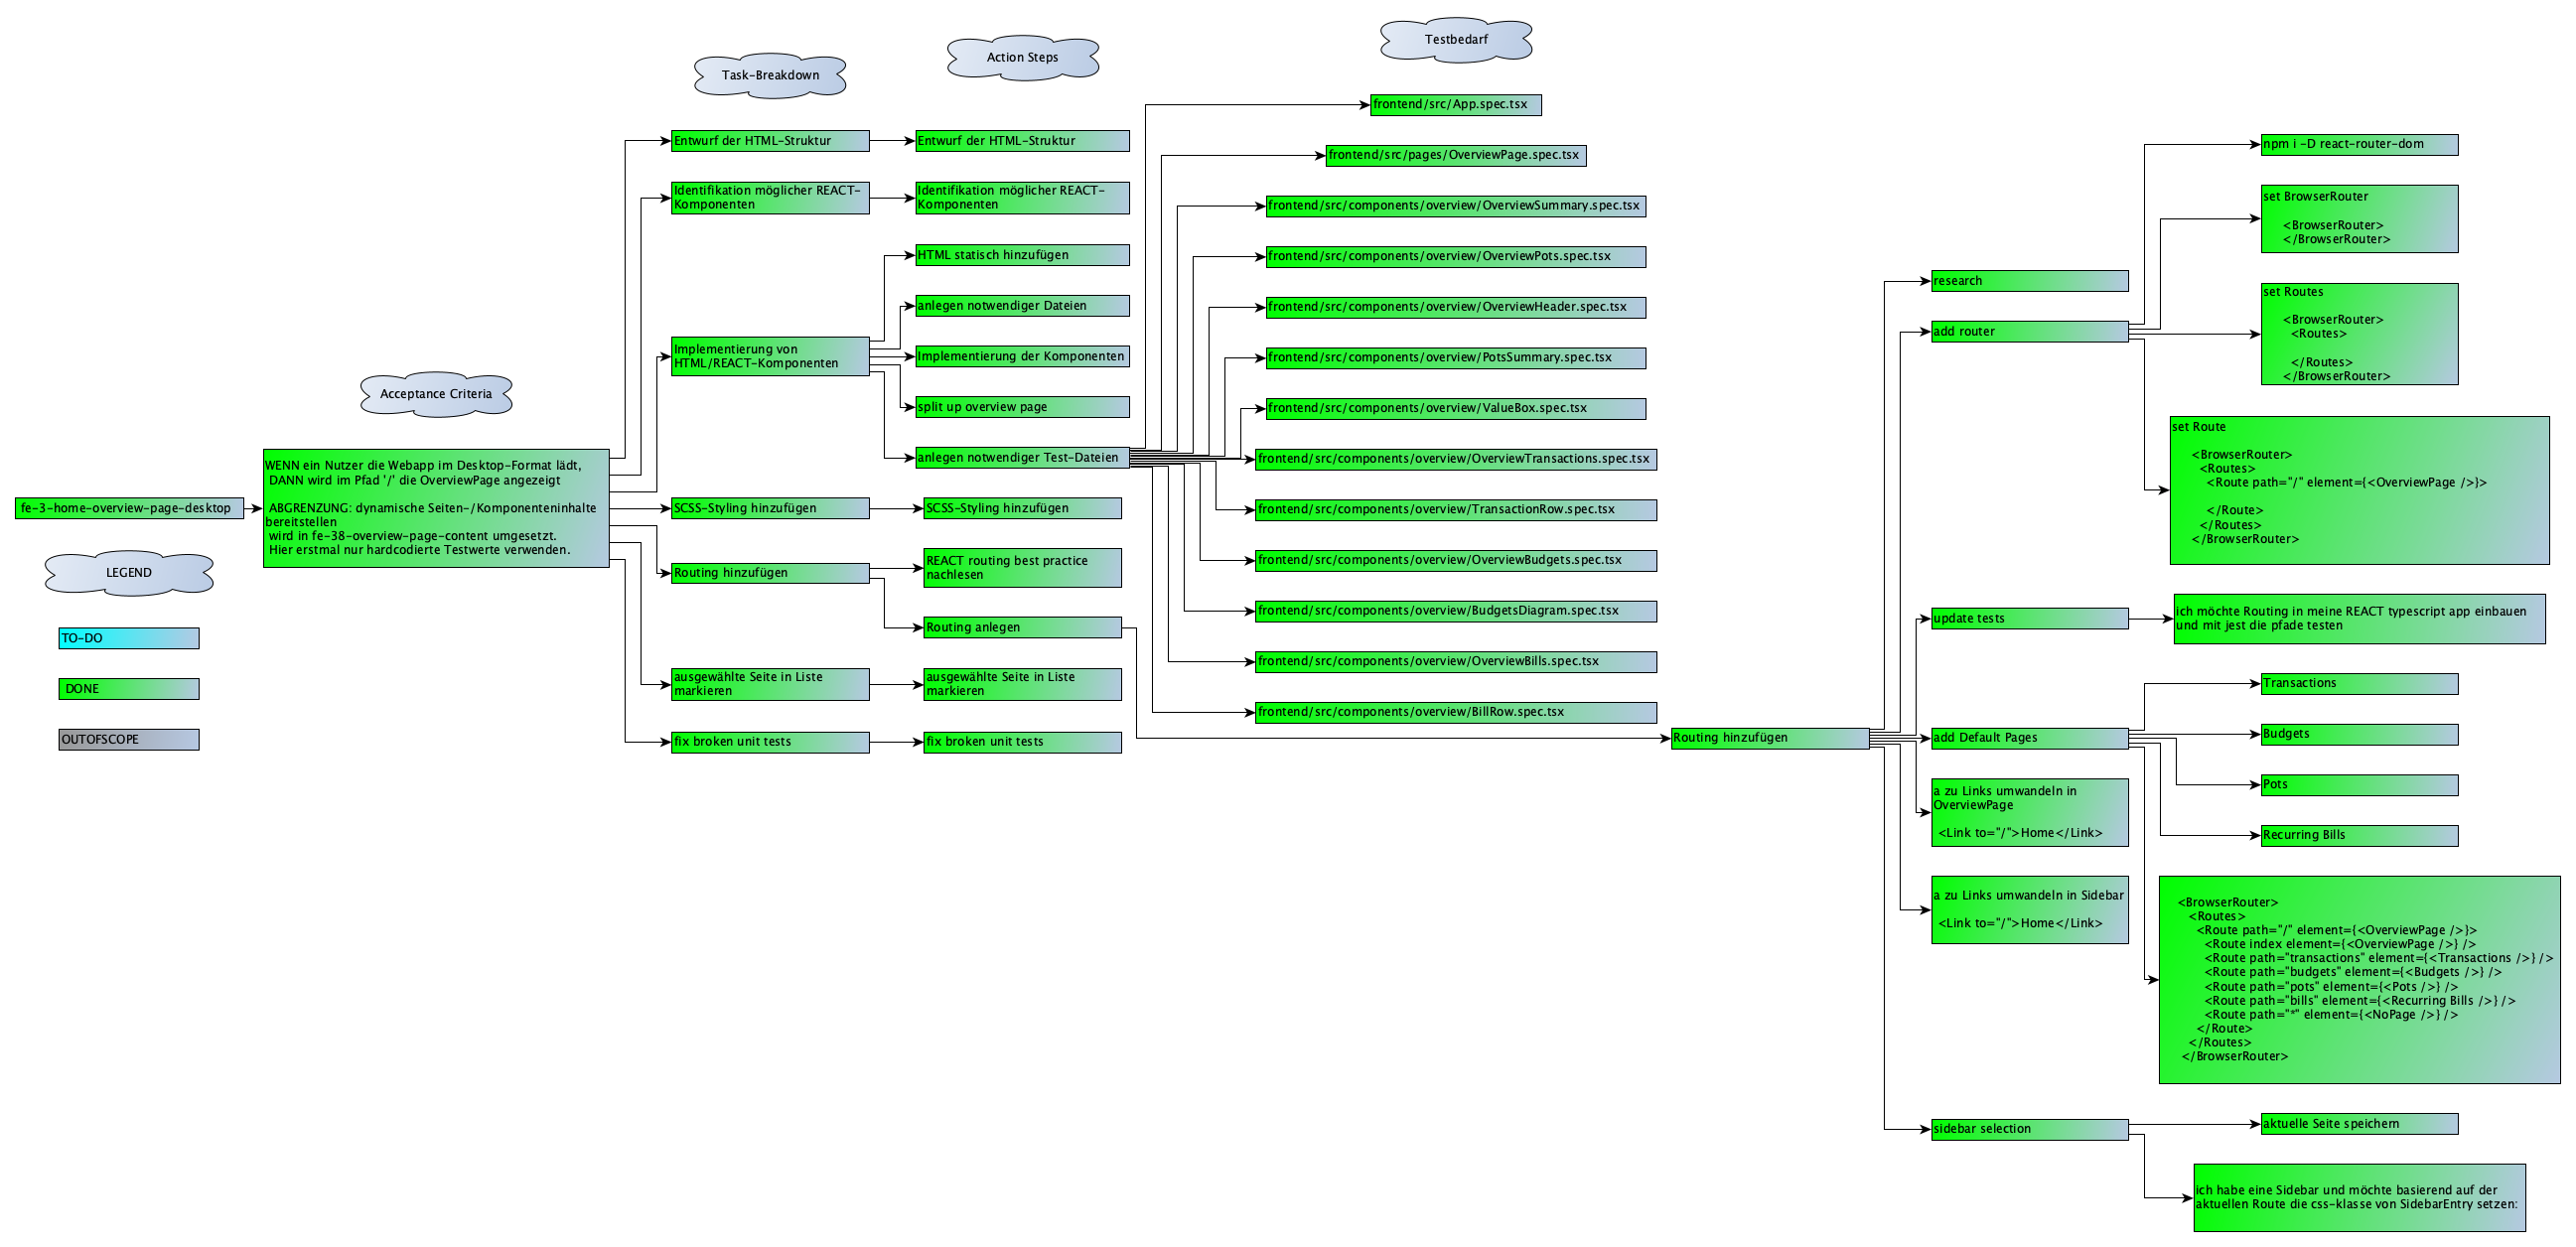 Task-Breakdown
Action Steps
Testbedarf
Acceptance Criteria
fe-3-home-overview-page-desktop
LEGEND
TO-DO
DONE
OUTOFSCOPE
WENN ein Nutzer die Webapp im Desktop-Format lädt,
DANN wird im Pfad '/' die OverviewPage angezeigt
ABGRENZUNG: dynamische Seiten-/Komponenteninhalte
bereitstellen
wird in fe-38-overview-page-content umgesetzt.
Hier erstmal nur hardcodierte Testwerte verwenden.
Entwurf der HTML-Struktur
Identifikation möglicher REACT-
Komponenten
Implementierung von
HTML/REACT-Komponenten
SCSS-Styling hinzufügen
Routing hinzufügen
ausgewählte Seite in Liste
markieren
fix broken unit tests
Entwurf der HTML-Struktur
Identifikation möglicher REACT-
Komponenten
HTML statisch hinzufügen
anlegen notwendiger Dateien
Implementierung der Komponenten
split up overview page
anlegen notwendiger Test-Dateien
SCSS-Styling hinzufügen
REACT routing best practice
nachlesen
Routing anlegen
ausgewählte Seite in Liste
markieren
fix broken unit tests
frontend/src/App.spec.tsx
frontend/src/pages/OverviewPage.spec.tsx
frontend/src/components/overview/OverviewSummary.spec.tsx
frontend/src/components/overview/OverviewPots.spec.tsx
frontend/src/components/overview/OverviewHeader.spec.tsx
frontend/src/components/overview/PotsSummary.spec.tsx
frontend/src/components/overview/ValueBox.spec.tsx
frontend/src/components/overview/OverviewTransactions.spec.tsx
frontend/src/components/overview/TransactionRow.spec.tsx
frontend/src/components/overview/OverviewBudgets.spec.tsx
frontend/src/components/overview/BudgetsDiagram.spec.tsx
frontend/src/components/overview/OverviewBills.spec.tsx
frontend/src/components/overview/BillRow.spec.tsx
Routing hinzufügen
research
add router
update tests
add Default Pages
a zu Links umwandeln in
OverviewPage
<Link to="/">Home</Link>
a zu Links umwandeln in Sidebar
<Link to="/">Home</Link>
sidebar selection
npm i -D react-router-dom
set BrowserRouter
<BrowserRouter>
</BrowserRouter>
set Routes
<BrowserRouter>
<Routes>
</Routes>
</BrowserRouter>
set Route
<BrowserRouter>
<Routes>
<Route path="/" element={<OverviewPage />}>
</Route>
</Routes>
</BrowserRouter>
ich möchte Routing in meine REACT typescript app einbauen
und mit jest die pfade testen
Transactions
Budgets
Pots
Recurring Bills
<BrowserRouter>
<Routes>
<Route path="/" element={<OverviewPage />}>
<Route index element={<OverviewPage />} />
<Route path="transactions" element={<Transactions />} />
<Route path="budgets" element={<Budgets />} />
<Route path="pots" element={<Pots />} />
<Route path="bills" element={<Recurring Bills />} />
<Route path="*" element={<NoPage />} />
</Route>
</Routes>
</BrowserRouter>
aktuelle Seite speichern
ich habe eine Sidebar und möchte basierend auf der
aktuellen Route die css-klasse von SidebarEntry setzen: